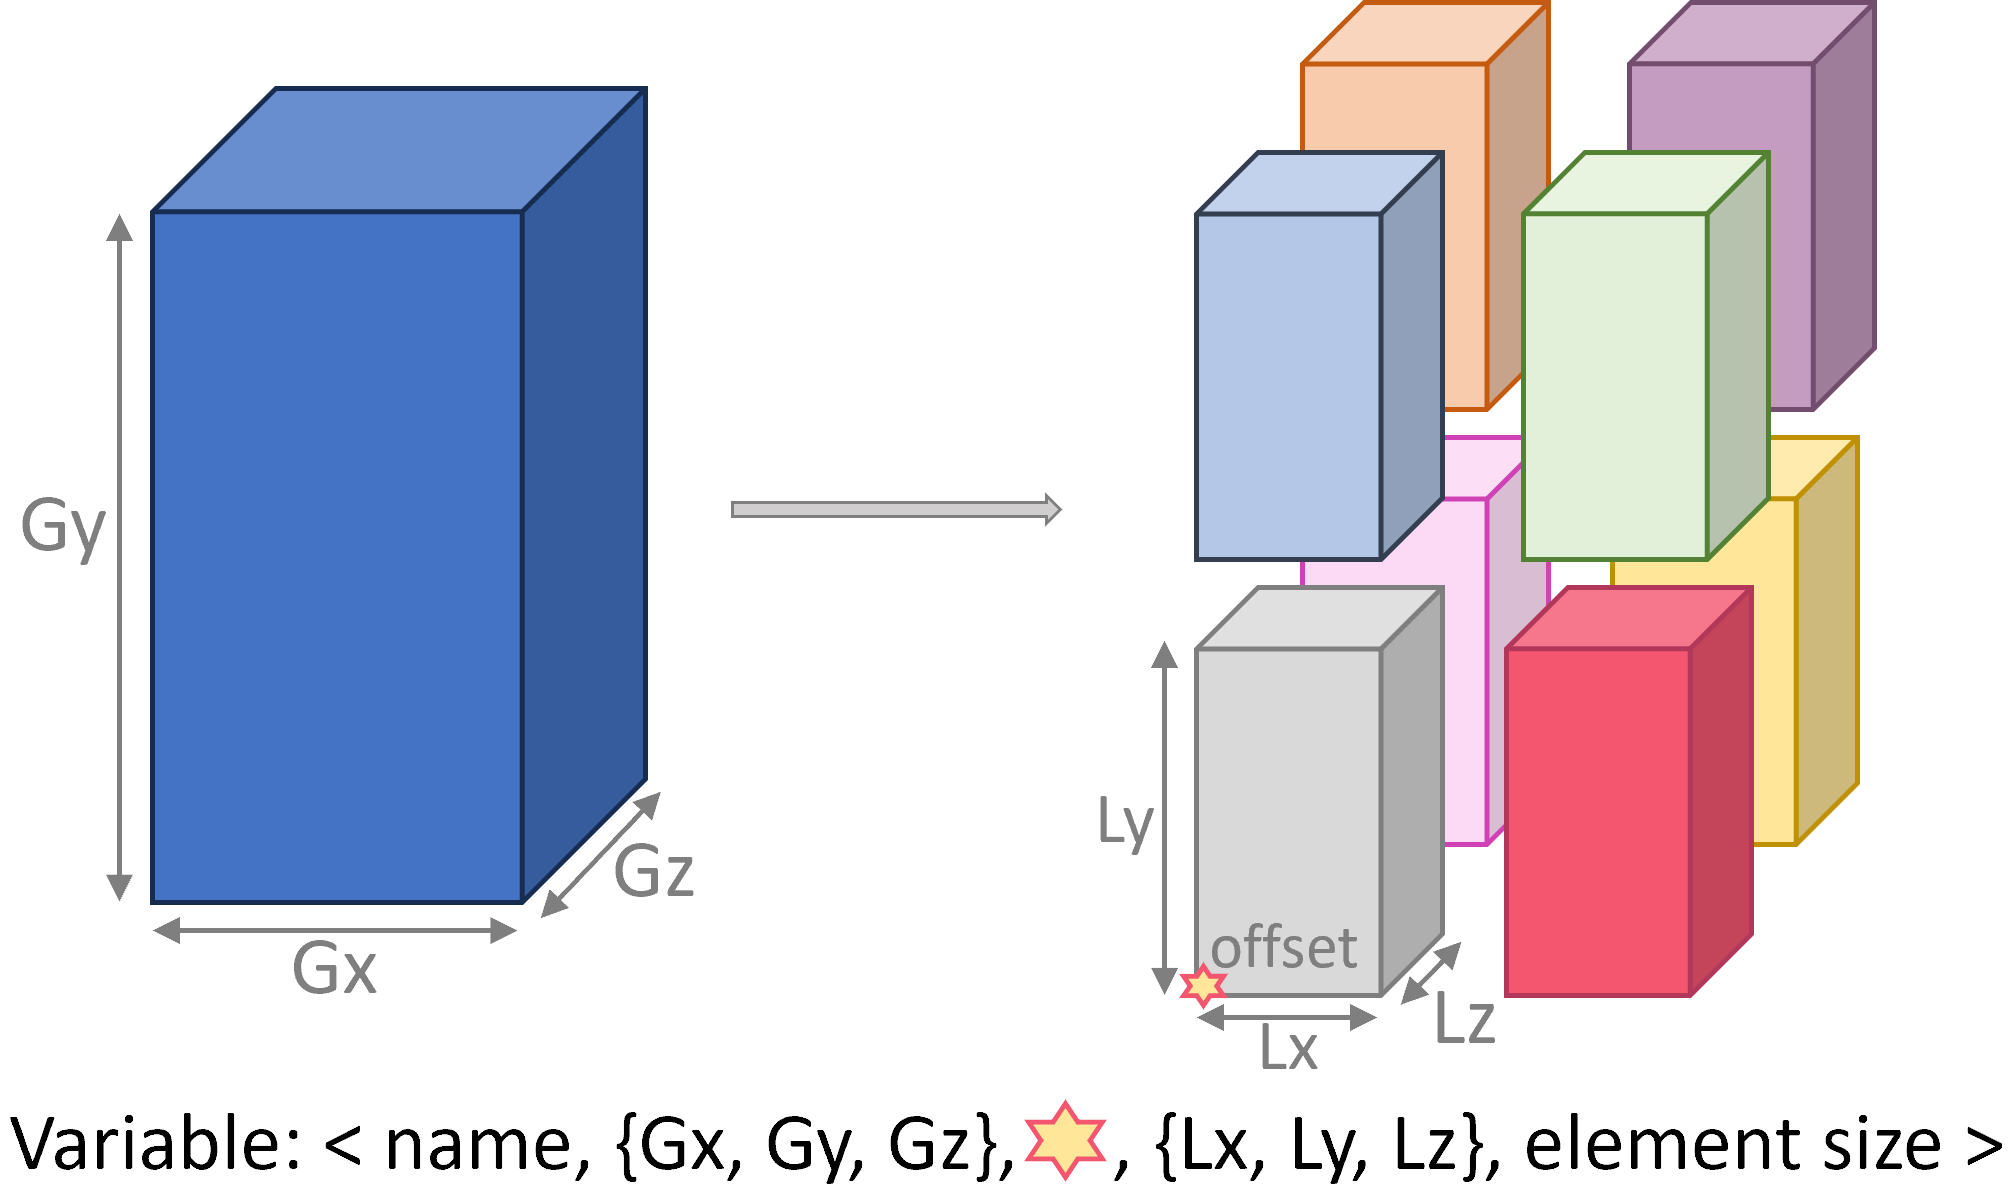 Gy
Gz
Gx
Ly
offset
Lz
Lx
Variable: < name, {Gx, Gy, Gz}, , {Lx, Ly, Lz}, element size >